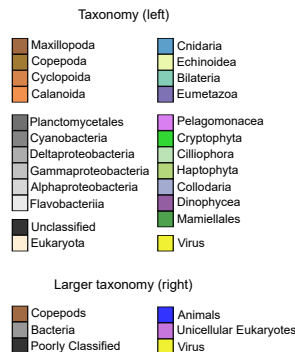 Taxonomy (left)
Maxillopoda
Copepoda
Cyclopoida
Calanoida
Cnidaria
Echinoidea
Bilateria
Eumetazoa
Planctomycetales
Cyanobacteria
Deltaproteobacteria
Gammaproteobacteria
Alphaproteobacteria
Flavobacteriia
Unclassified
Eukaryota
Pelagomonacea
Cryptophyta
Cilliophora
Haptophyta
Collodaria
Dinophycea
Mamiellales
Virus
Larger taxonomy (right)
Copepods
Bacteria
Poorly Classified
Animals
Unicellular Eukaryotes
Virus